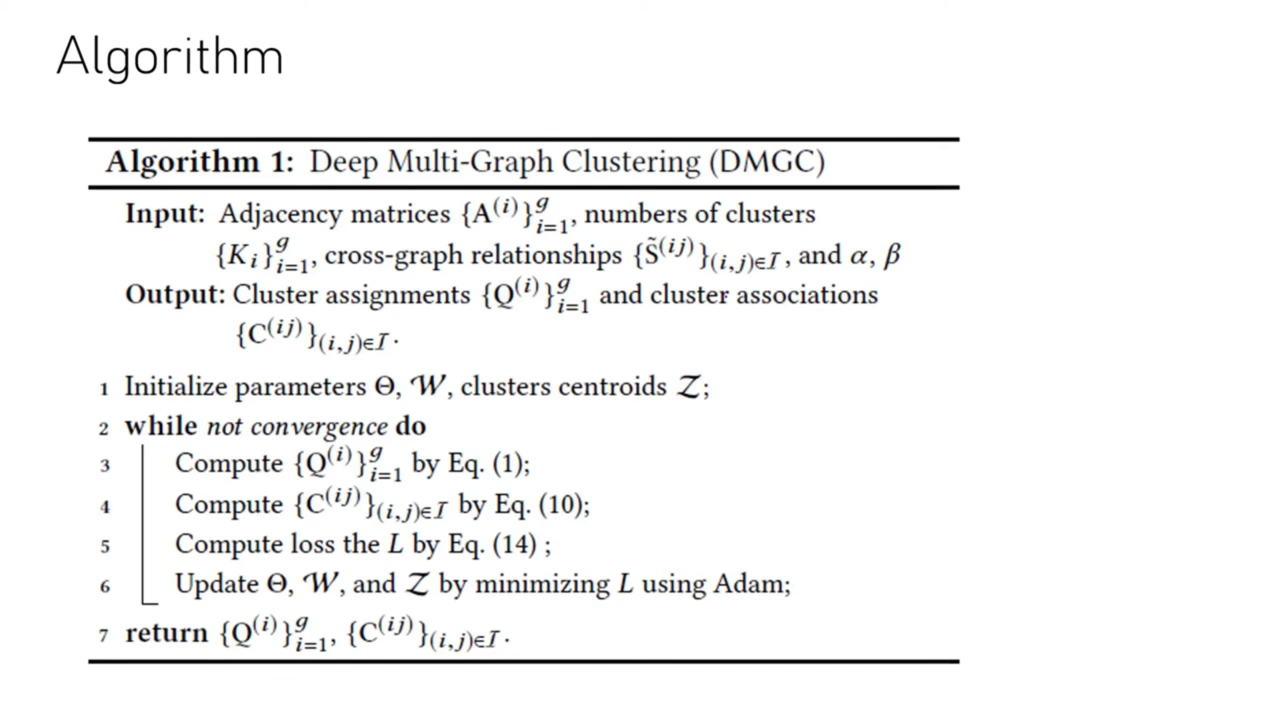 Algorithm
Algorithm 1: Deep Multi-Graph Clustering (DMGC)
Input: Adjacency matrices {A^(i)}_{i=1}^g, numbers of clusters
{K_i}_{i=1}^g, cross-graph relationships {S̃^(ij)}_{(i,j)∈I}, and α, β
Output: Cluster assignments {Q^(i)}_{i=1}^g and cluster associations
{C^(ij)}_{(i,j)∈I}.
1 Initialize parameters Θ, W, clusters centroids Z;
2 while not convergence do
3 Compute {Q^(i)}_{i=1}^g by Eq. (1);
4 Compute {C^(ij)}_{(i,j)∈I} by Eq. (10);
5 Compute loss the L by Eq. (14) ;
6 Update Θ, W, and Z by minimizing L using Adam;
7 return {Q^(i)}_{i=1}^g, {C^(ij)}_{(i,j)∈I}.